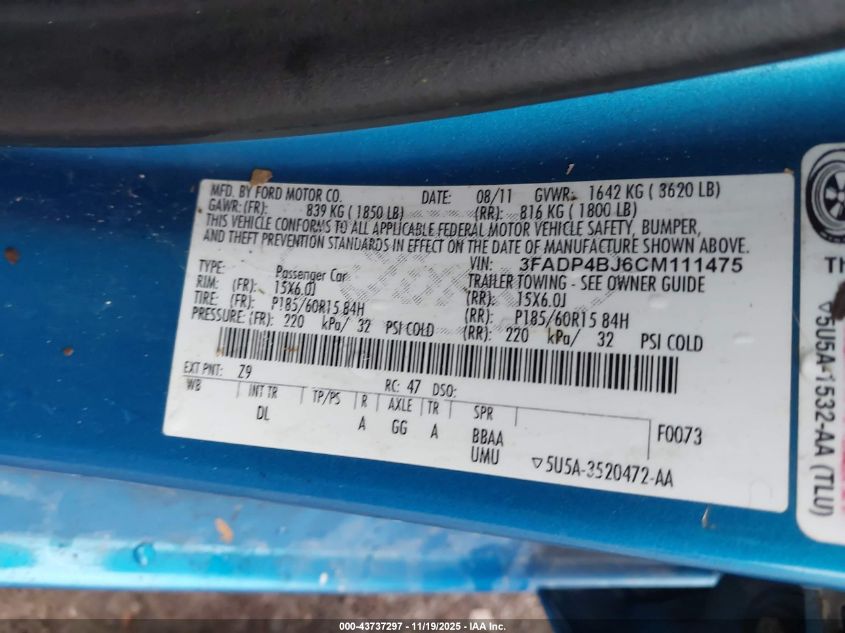 MFD. BY FORD MOTOR CO. DATE: 08/11 GVWR: 1642 KG ( 3620 LB)
GAWR: (FR): 839 KG ( 1850 LB) (RR): 816 KG ( 1800 LB)
THIS VEHICLE CONFORMS TO ALL APPLICABLE FEDERAL MOTOR VEHICLE SAFETY, BUMPER,
AND THEFT PREVENTION STANDARDS IN EFFECT ON THE DATE OF MANUFACTURE SHOWN ABOVE.
VIN: 3FADP4BJ6CM111475
TYPE: Passenger Car TRAILER TOWING - SEE OWNER GUIDE
RIM: (FR): 15X6.0J (RR): 15X6.0J
TIRE: (FR): P185/60R15 84H (RR): P185/60R15 84H
PRESSURE: (FR): 220 kPa/ 32 PSI COLD (RR): 220 kPa/ 32 PSI COLD
EXT PNT: Z9 RC: 47 DSO:
WB INT TR TP/PS R AXLE TR SPR
DL A GG A BBAA F0073
UMU ▽5U5A-3520472-AA
TH
▽5U5A-1532-AA (TLU)
000-43737297 - 11/19/2025 - IAA, Inc.